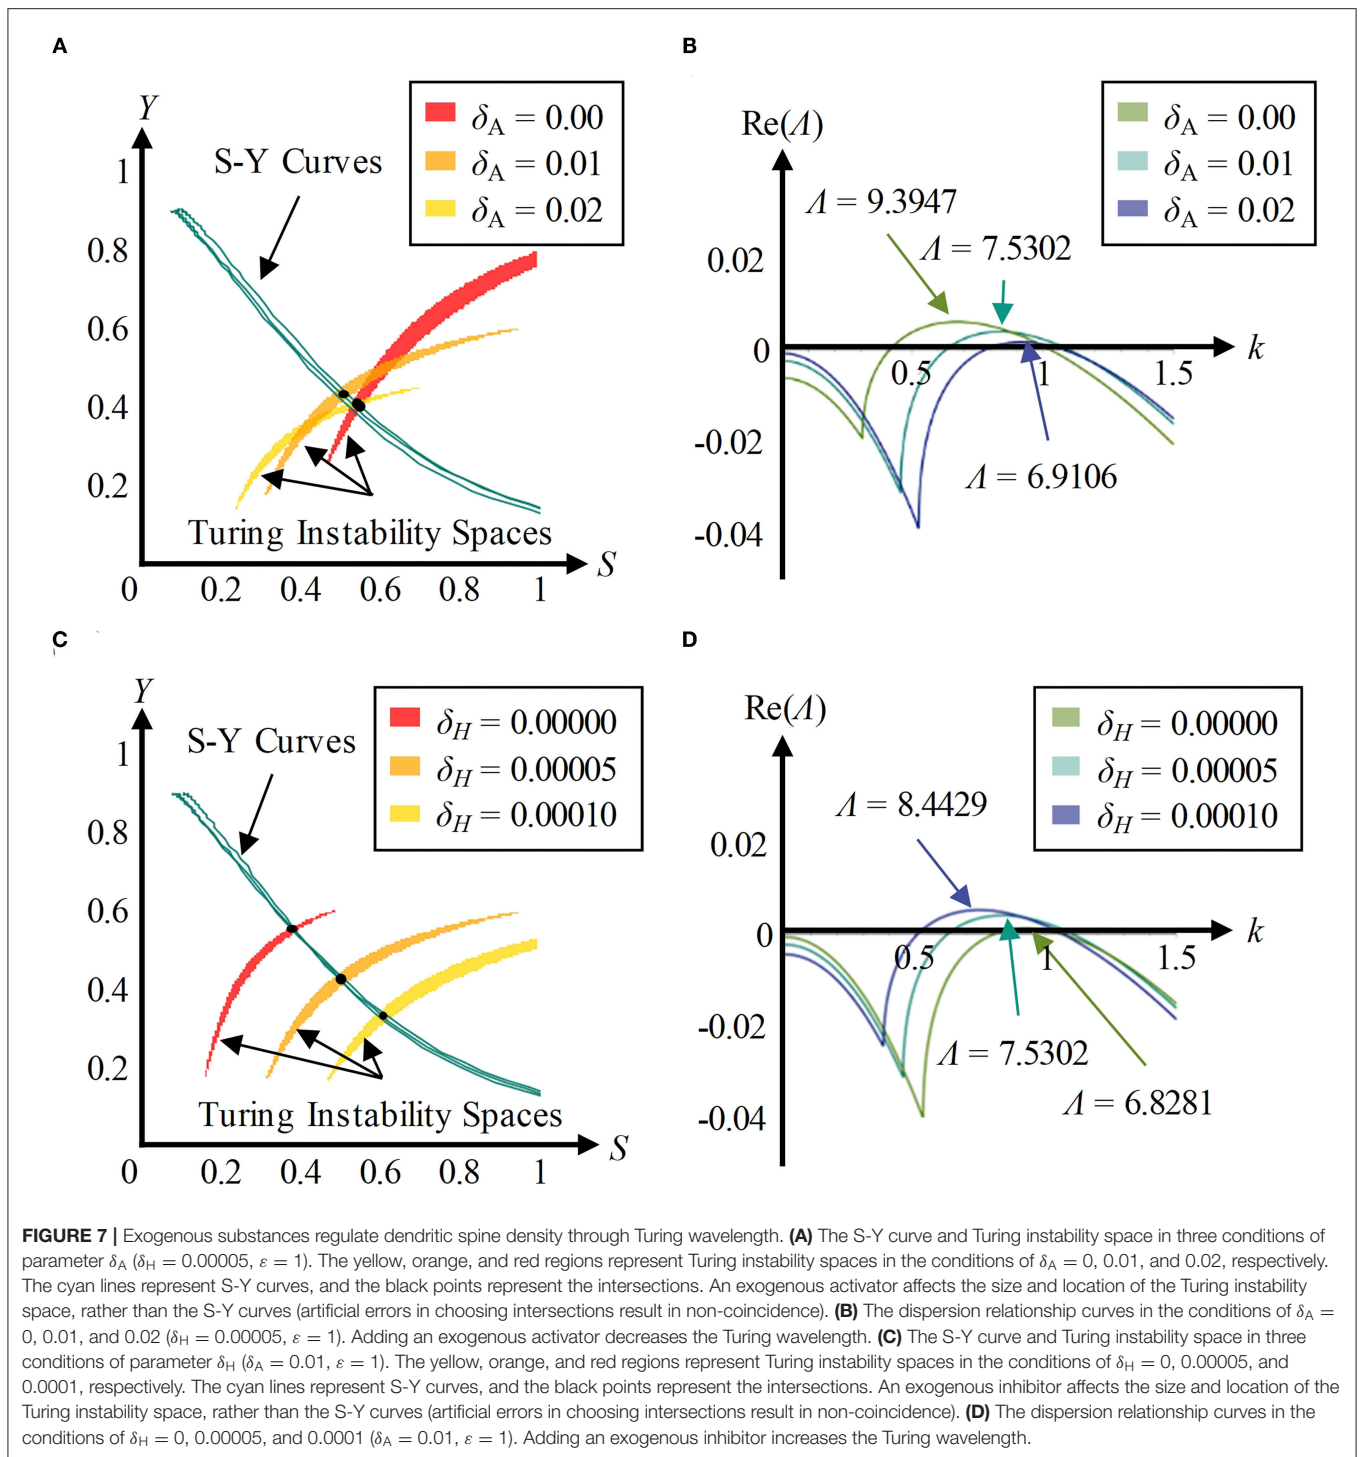 A
Y
1
0.8
0.6
0.4
0.2
0
0.2
0.4
0.6
0.8
1
S
S-Y Curves
Turing Instability Spaces
δA = 0.00
δA = 0.01
δA = 0.02
B
Re(Λ)
0.02
0
-0.02
-0.04
0.5
1
1.5
k
Λ = 9.3947
Λ = 7.5302
Λ = 6.9106
δA = 0.00
δA = 0.01
δA = 0.02
C
Y
1
0.8
0.6
0.4
0.2
0
0.2
0.4
0.6
0.8
1
S
S-Y Curves
Turing Instability Spaces
δH = 0.00000
δH = 0.00005
δH = 0.00010
D
Re(Λ)
0.02
0
-0.02
-0.04
0.5
1
1.5
k
Λ = 8.4429
Λ = 7.5302
Λ = 6.8281
δH = 0.00000
δH = 0.00005
δH = 0.00010
FIGURE 7 | Exogenous substances regulate dendritic spine density through Turing wavelength. (A) The S-Y curve and Turing instability space in three conditions of
parameter δA (δH = 0.00005, ε = 1). The yellow, orange, and red regions represent Turing instability spaces in the conditions of δA = 0, 0.01, and 0.02, respectively.
The cyan lines represent S-Y curves, and the black points represent the intersections. An exogenous activator affects the size and location of the Turing instability
space, rather than the S-Y curves (artificial errors in choosing intersections result in non-coincidence). (B) The dispersion relationship curves in the conditions of δA =
0, 0.01, and 0.02 (δH = 0.00005, ε = 1). Adding an exogenous activator decreases the Turing wavelength. (C) The S-Y curve and Turing instability space in three
conditions of parameter δH (δA = 0.01, ε = 1). The yellow, orange, and red regions represent Turing instability spaces in the conditions of δH = 0, 0.00005, and
0.0001, respectively. The cyan lines represent S-Y curves, and the black points represent the intersections. An exogenous inhibitor affects the size and location of the
Turing instability space, rather than the S-Y curves (artificial errors in choosing intersections result in non-coincidence). (D) The dispersion relationship curves in the
conditions of δH = 0, 0.00005, and 0.0001 (δA = 0.01, ε = 1). Adding an exogenous inhibitor increases the Turing wavelength.